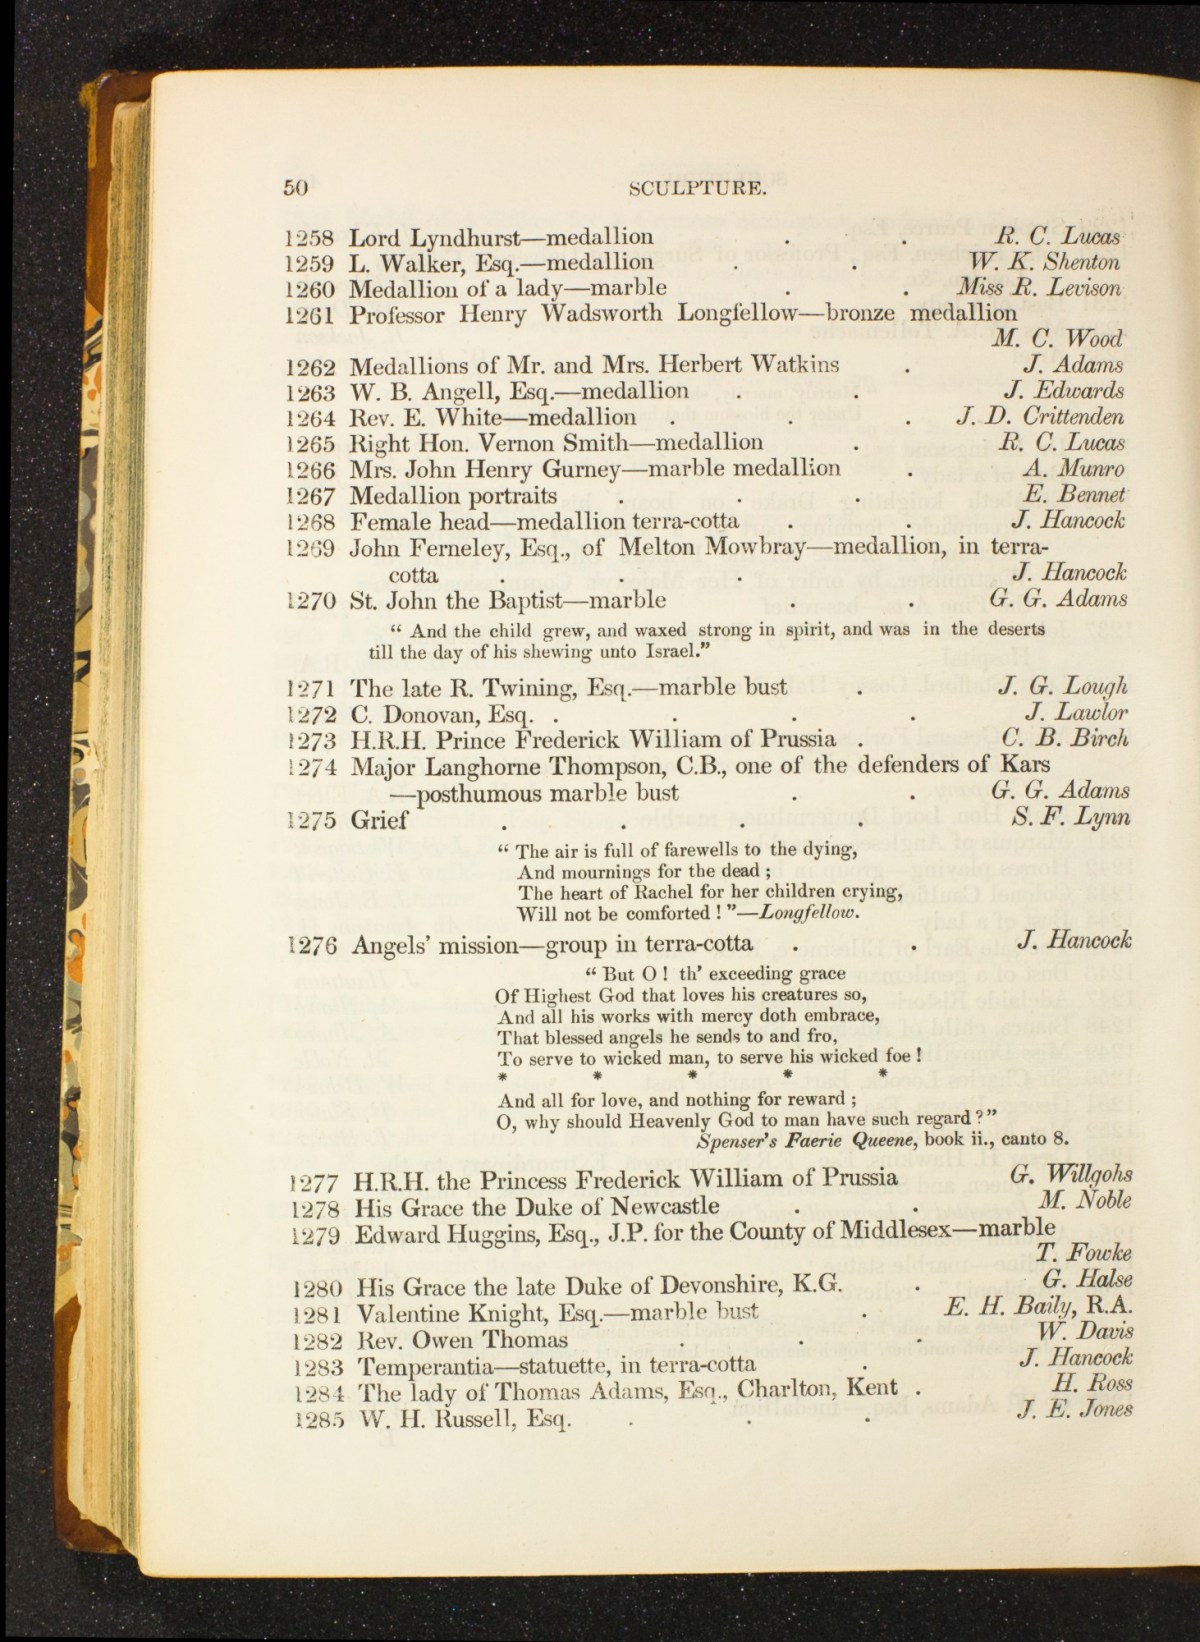 50 SCULPTURE.
1258 Lord Lyndhurst—medallion . . R. C. Lucas
1259 L. Walker, Esq.—medallion . . W. K. Shenton
1260 Medallion of a lady—marble . . Miss R. Levison
1261 Professor Henry Wadsworth Longfellow—bronze medallion
M. C. Wood
1262 Medallions of Mr. and Mrs. Herbert Watkins . J. Adams
1263 W. B. Angell, Esq.—medallion . . J. Edwards
1264 Rev. E. White—medallion . . . J. D. Crittenden
1265 Right Hon. Vernon Smith—medallion . R. C. Lucas
1266 Mrs. John Henry Gurney—marble medallion . A. Munro
1267 Medallion portraits . . . E. Bennet
1268 Female head—medallion terra-cotta . . J. Hancock
1269 John Ferneley, Esq., of Melton Mowbray—medallion, in terra-
cotta . . . . J. Hancock
1270 St. John the Baptist—marble . . G. G. Adams
" And the child grew, and waxed strong in spirit, and was in the deserts
till the day of his shewing unto Israel."
1271 The late R. Twining, Esq.—marble bust . J. G. Lough
1272 C. Donovan, Esq. . . . . J. Lawlor
1273 H.R.H. Prince Frederick William of Prussia . C. B. Birch
1274 Major Langhorne Thompson, C.B., one of the defenders of Kars
—posthumous marble bust . . G. G. Adams
1275 Grief . . . . S. F. Lynn
" The air is full of farewells to the dying,
And mournings for the dead ;
The heart of Rachel for her children crying,
Will not be comforted ! "—Longfellow.
1276 Angels' mission—group in terra-cotta . . J. Hancock
" But O ! th' exceeding grace
Of Highest God that loves his creatures so,
And all his works with mercy doth embrace,
That blessed angels he sends to and fro,
To serve to wicked man, to serve his wicked foe !
* * * * *
And all for love, and nothing for reward ;
O, why should Heavenly God to man have such regard ? "
Spenser's Faerie Queene, book ii., canto 8.
1277 H.R.H. the Princess Frederick William of Prussia G. Willgohs
1278 His Grace the Duke of Newcastle . . M. Noble
1279 Edward Huggins, Esq., J.P. for the County of Middlesex—marble
T. Fowke
1280 His Grace the late Duke of Devonshire, K.G. . G. Halse
1281 Valentine Knight, Esq.—marble bust . E. H. Baily, R.A.
1282 Rev. Owen Thomas . . . W. Davis
1283 Temperantia—statuette, in terra-cotta . J. Hancock
1284 The lady of Thomas Adams, Esq., Charlton, Kent . H. Ross
1285 W. H. Russell, Esq. . . . J. E. Jones